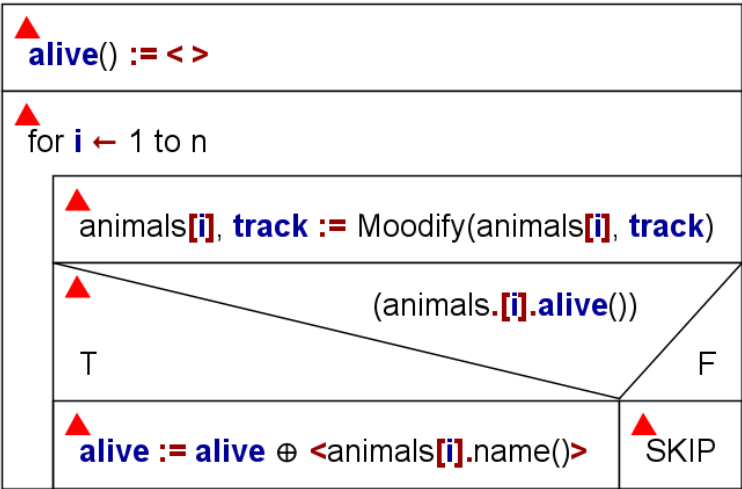 alive() := < >
for i ← 1 to n
animals[i], track := Moodify(animals[i], track)
(animals.[i].alive())
T
F
alive := alive ⊕ <animals[i].name()>
SKIP